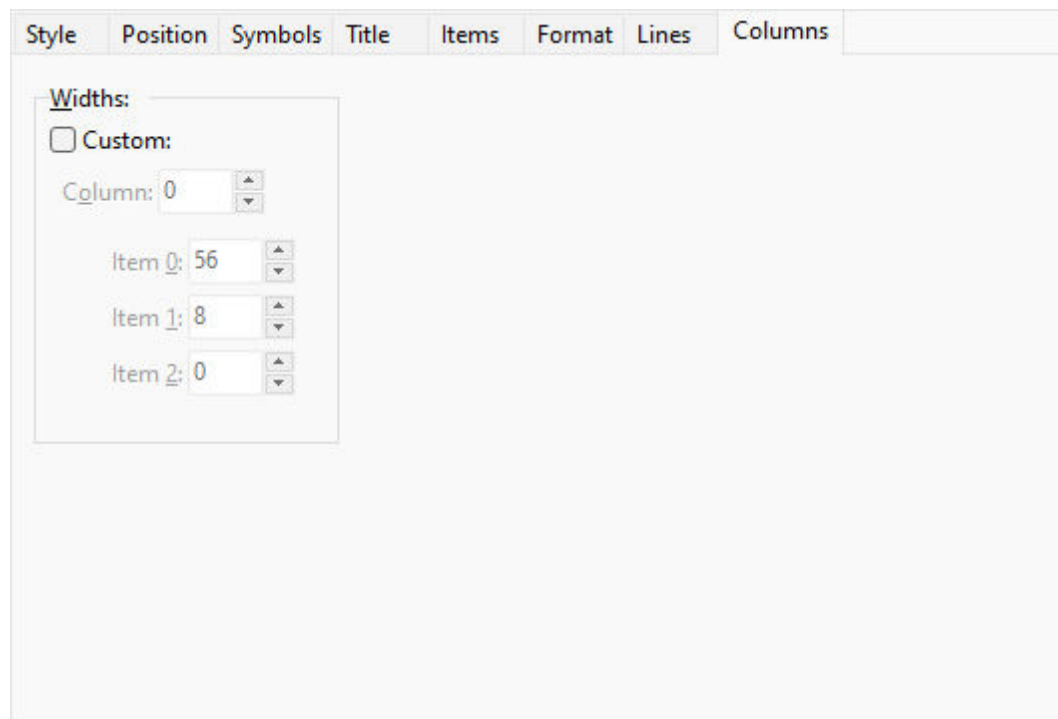 Style Position Symbols Title Items Format Lines Columns
Widths:
Custom:
Column: 0
Item 0: 56
Item 1: 8
Item 2: 0